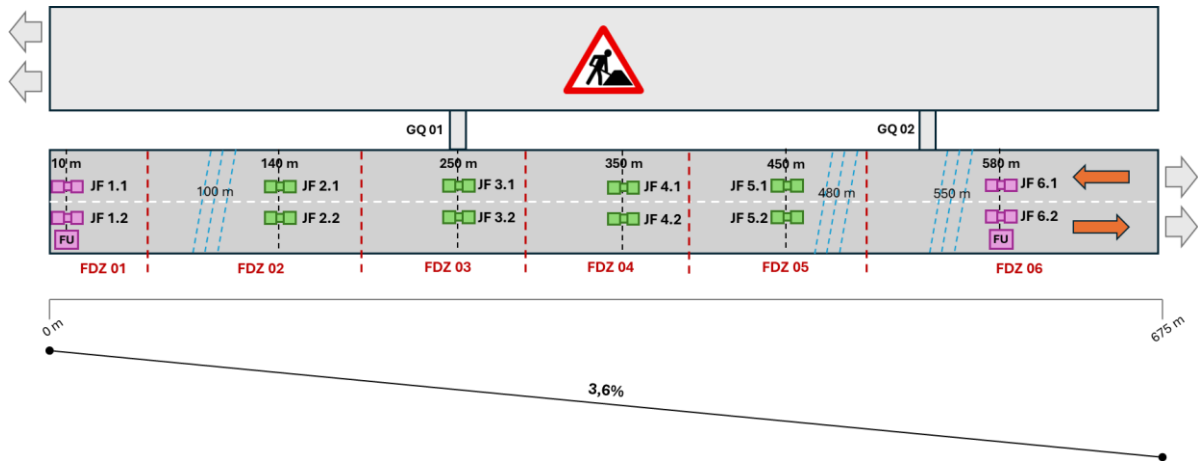 GQ 01
GQ 02
10 m
140 m
250 m
350 m
450 m
580 m
JF 1.1
JF 2.1
JF 3.1
JF 4.1
JF 5.1
JF 6.1
100 m
480 m
550 m
JF 1.2
JF 2.2
JF 3.2
JF 4.2
JF 5.2
JF 6.2
FU
FU
FDZ 01
FDZ 02
FDZ 03
FDZ 04
FDZ 05
FDZ 06
0 m
675 m
3,6%